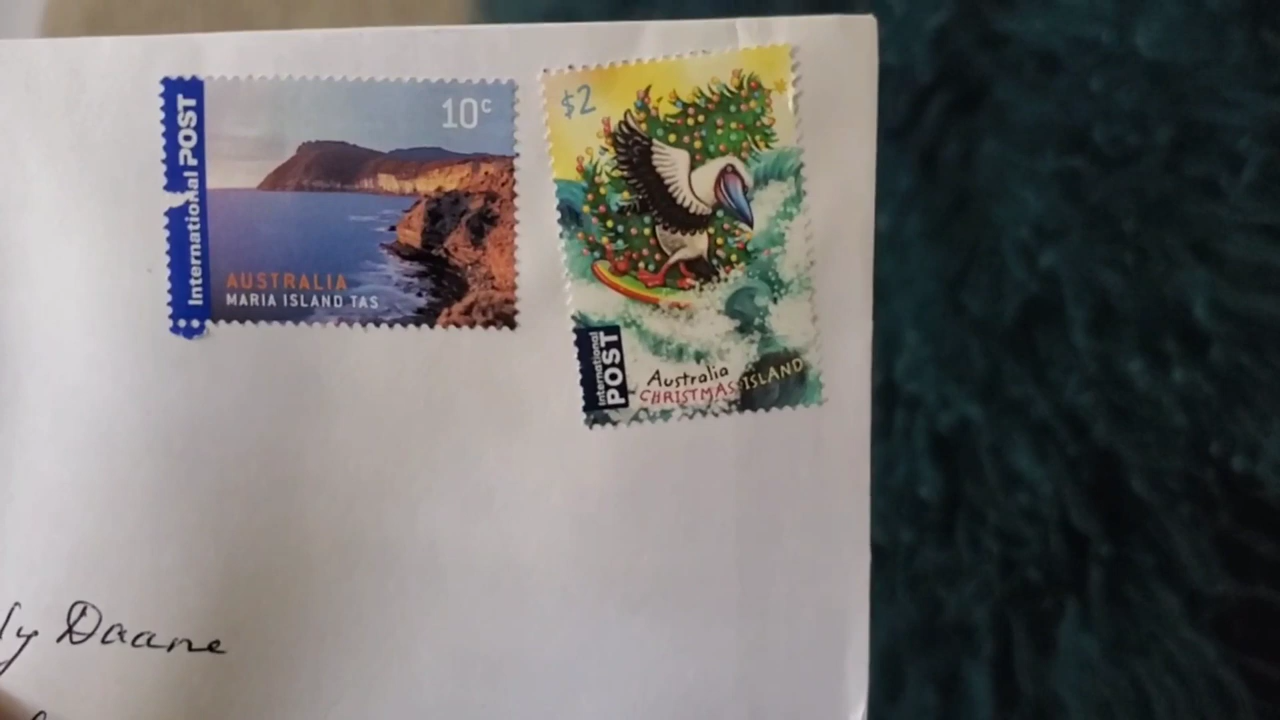 International POST
10c
AUSTRALIA
MARIA ISLAND TAS
$2
International
POST
Australia
CHRISTMAS ISLAND
Daane